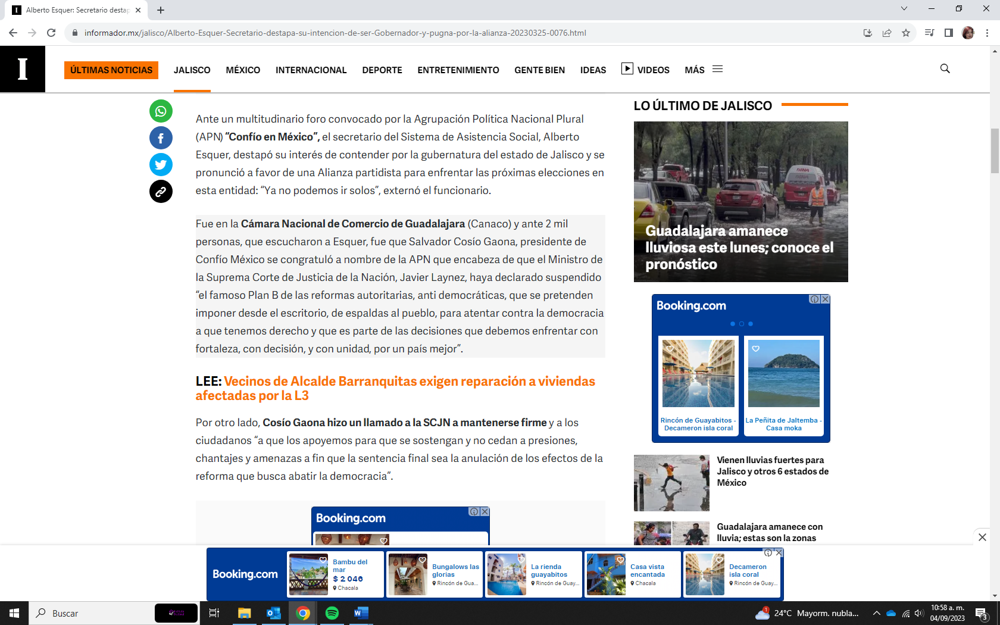 Alberto Esquer: Secretario destap
informador.mx/jalisco/Alberto-Esquer-Secretario-destapa-su-intencion-de-ser-Gobernador-y-pugna-por-la-alianza-20230325-0076.html
I
ÚLTIMAS NOTICIAS
JALISCO
MÉXICO
INTERNACIONAL
DEPORTE
ENTRETENIMIENTO
GENTE BIEN
IDEAS
VIDEOS
MÁS
Ante un multitudinario foro convocado por la Agrupación Política Nacional Plural
(APN) “Confío en México”, el secretario del Sistema de Asistencia Social, Alberto
Esquer, destapó su interés de contender por la gubernatura del estado de Jalisco y se
pronunció a favor de una Alianza partidista para enfrentar las próximas elecciones en
esta entidad: “Ya no podemos ir solos”, externó el funcionario.
Fue en la Cámara Nacional de Comercio de Guadalajara (Canaco) y ante 2 mil
personas, que escucharon a Esquer, fue que Salvador Cosío Gaona, presidente de
Confío México se congratuló a nombre de la APN que encabeza de que el Ministro de
la Suprema Corte de Justicia de la Nación, Javier Laynez, haya declarado suspendido
“el famoso Plan B de las reformas autoritarias, anti democráticas, que se pretenden
imponer desde el escritorio, de espaldas al pueblo, para atentar contra la democracia
a que tenemos derecho y que es parte de las decisiones que debemos enfrentar con
fortaleza, con decisión, y con unidad, por un país mejor”.
LEE: Vecinos de Alcalde Barranquitas exigen reparación a viviendas
afectadas por la L3
Por otro lado, Cosío Gaona hizo un llamado a la SCJN a mantenerse firme y a los
ciudadanos “a que los apoyemos para que se sostengan y no cedan a presiones,
chantajes y amenazas a fin que la sentencia final sea la anulación de los efectos de la
reforma que busca abatir la democracia”.
Booking.com
LO ÚLTIMO DE JALISCO
Guadalajara amanece
lluviosa este lunes; conoce el
pronóstico
Booking.com
Rincón de Guayabitos -
Decameron isla coral
La Peñita de Jaltemba -
Casa moka
Vienen lluvias fuertes para
Jalisco y otros 6 estados de
México
Guadalajara amanece con
lluvia; estas son la zonas
Booking.com
Bambu del
mar
$ 2 046
Chacala
Bungalows las
glorias
Rincón de Gua...
La rienda
guayabitos
Rincón de Guay...
Casa vista
encantada
Chacala
Decameron
isla coral
Rincón de Guay...
Buscar
1
24°C Mayorm. nubla...
10:58 a. m.
04/09/2023
3